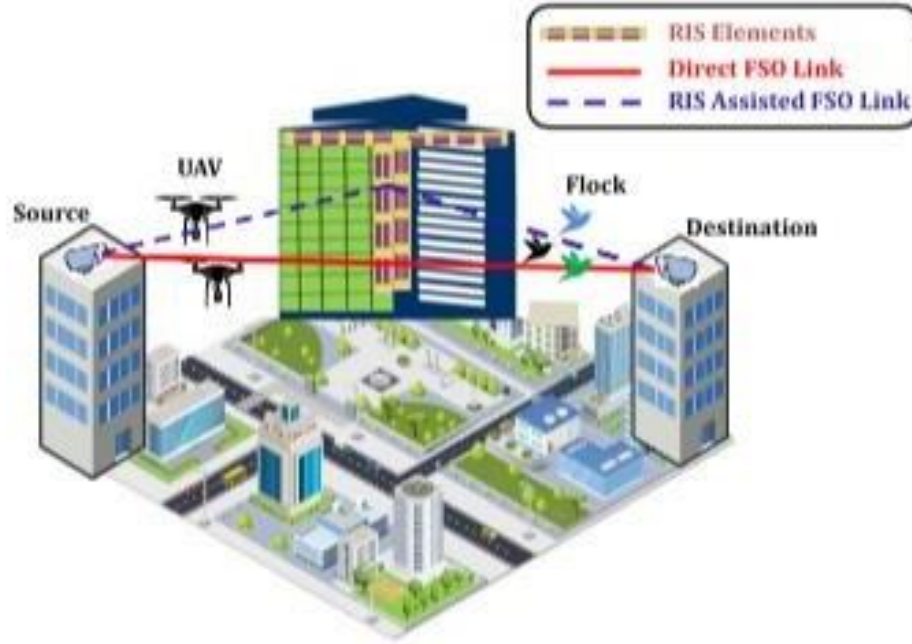 RIS Elements
Direct FSO Link
RIS Assisted FSO Link
UAV
Flock
Source
Destination